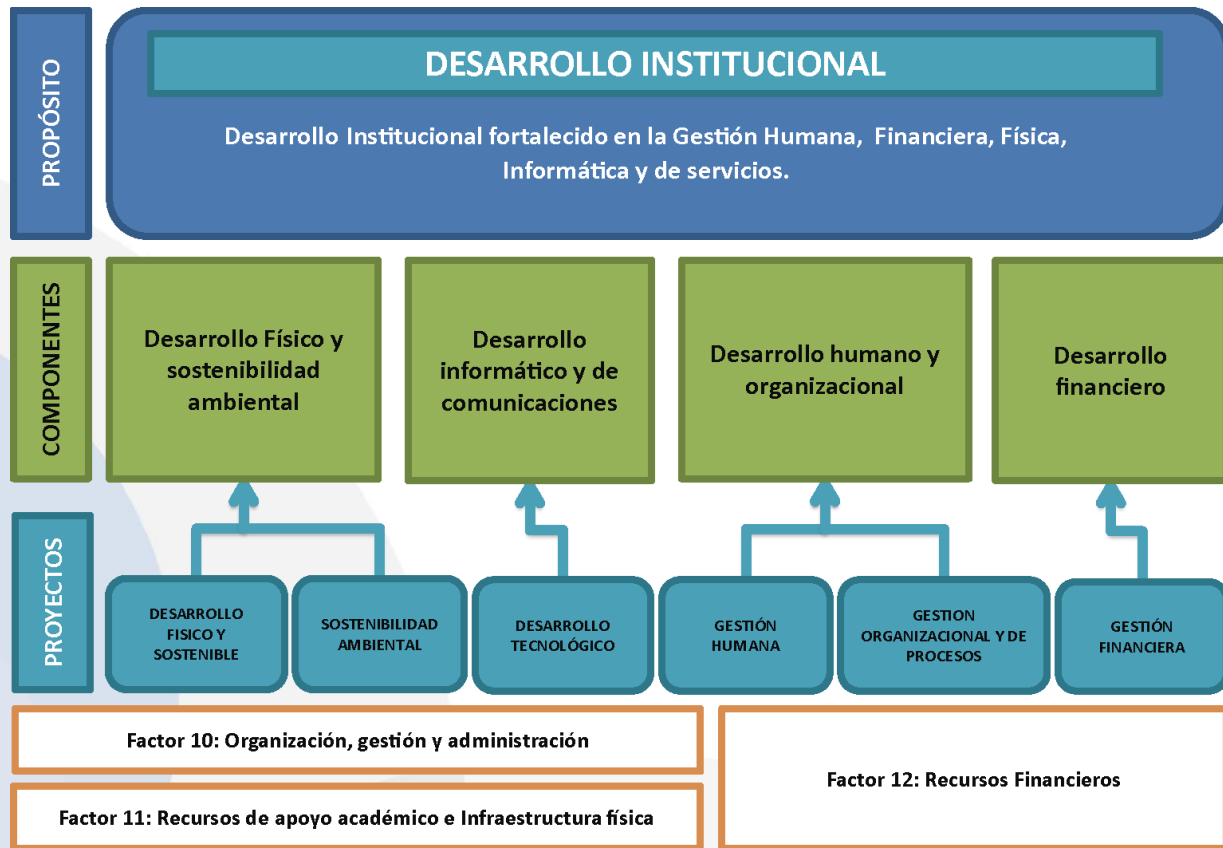 PROPÓSITO
DESARROLLO INSTITUCIONAL
Desarrollo Institucional fortalecido en la Gestión Humana, Financiera, Física,
Informática y de servicios.
COMPONENTES
Desarrollo Físico y
sostenibilidad
ambiental
Desarrollo
informático y de
comunicaciones
Desarrollo humano y
organizacional
Desarrollo
financiero
PROYECTOS
DESARROLLO
FISICO Y
SOSTENIBLE
SOSTENIBILIDAD
AMBIENTAL
DESARROLLO
TECNOLÓGICO
GESTIÓN
HUMANA
GESTION
ORGANIZACIONAL Y DE
PROCESOS
GESTIÓN
FINANCIERA
Factor 10: Organización, gestión y administración
Factor 11: Recursos de apoyo académico e Infraestructura física
Factor 12: Recursos Financieros